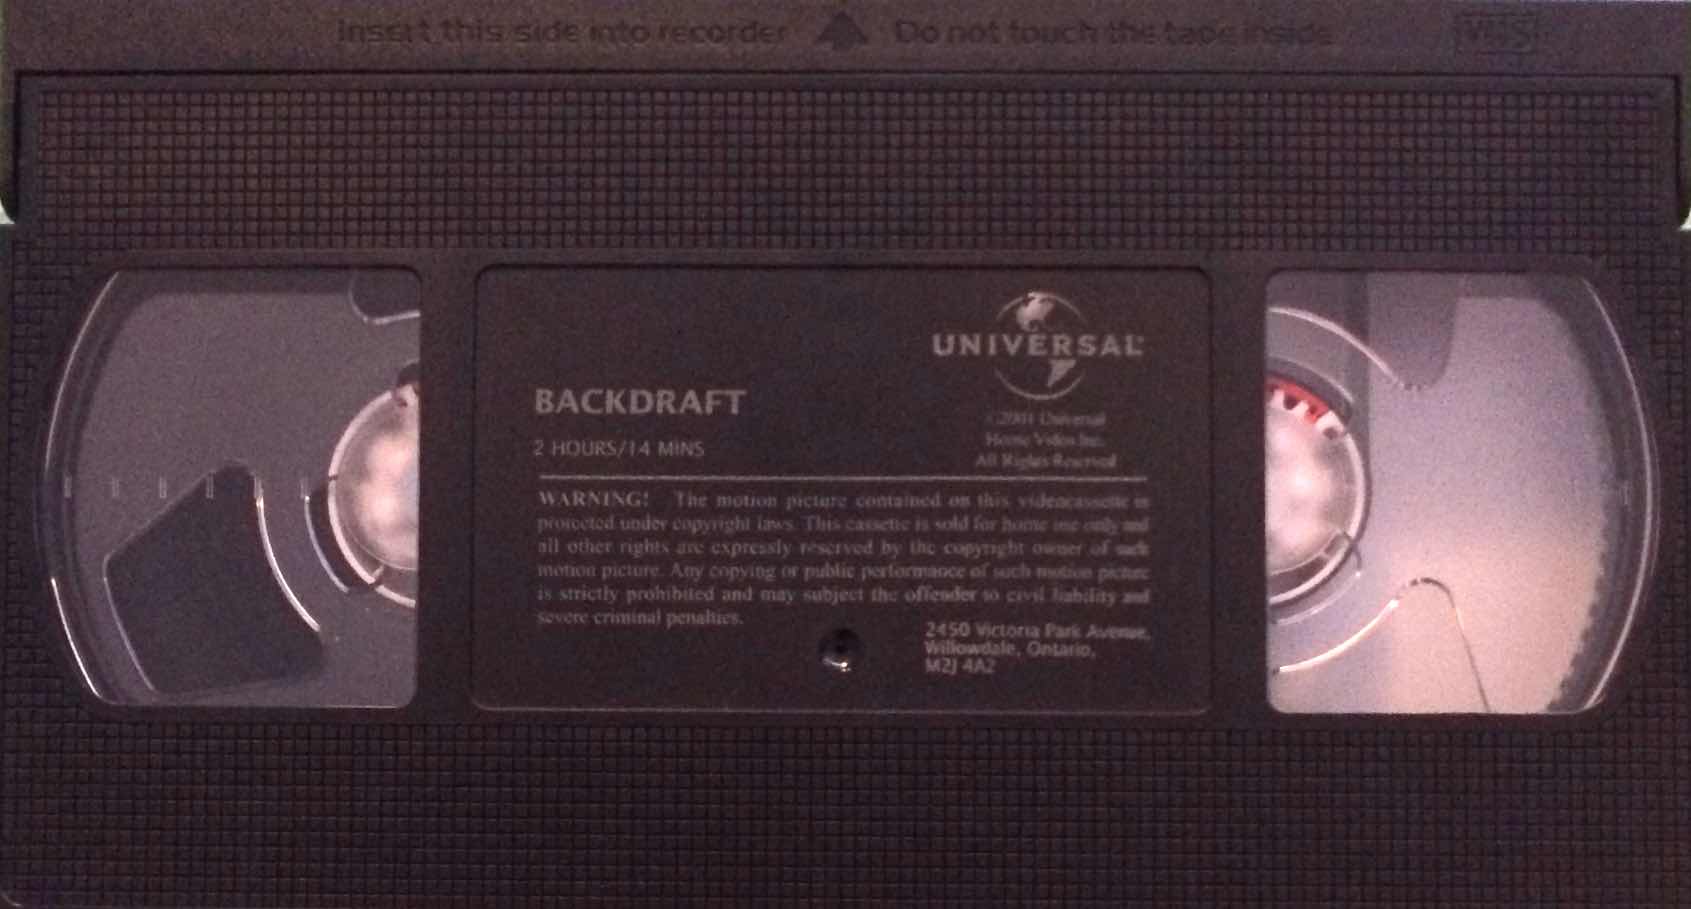 Insert this side into recorder Do not touch the tape inside VHS
UNIVERSAL
BACKDRAFT
2 HOURS/14 MINS
©2001 Universal
Home Video Inc.
All Rights Reserved
WARNING! The motion picture contained on this videocassette is
protected under copyright laws. This cassette is sold for home use only and
all other rights are expressly reserved by the copyright owner of such
motion picture. Any copying or public performance of such motion picture
is strictly prohibited and may subject the offender to civil liability and
severe criminal penalties.
2450 Victoria Park Avenue,
Willowdale, Ontario,
M2J 4A2